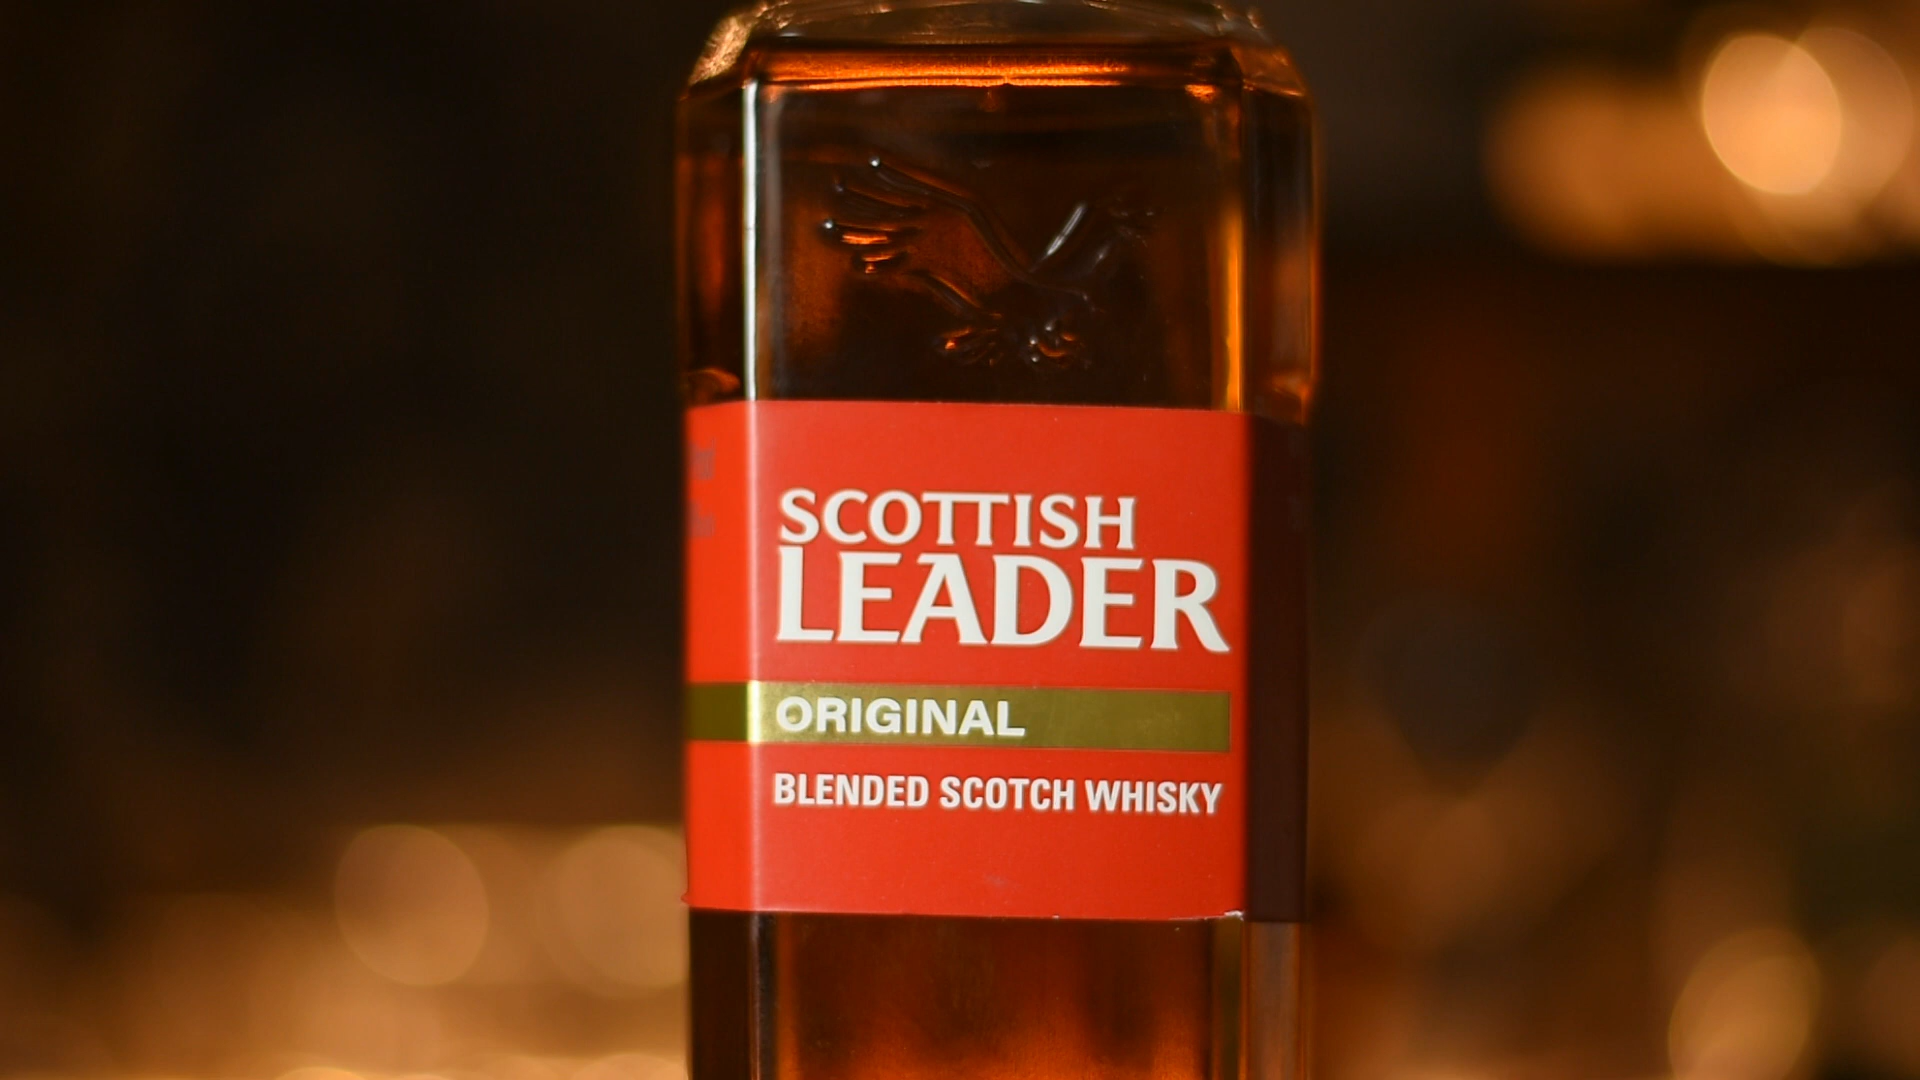 SCOTTISH
LEADER
ORIGINAL
BLENDED SCOTCH WHISKY